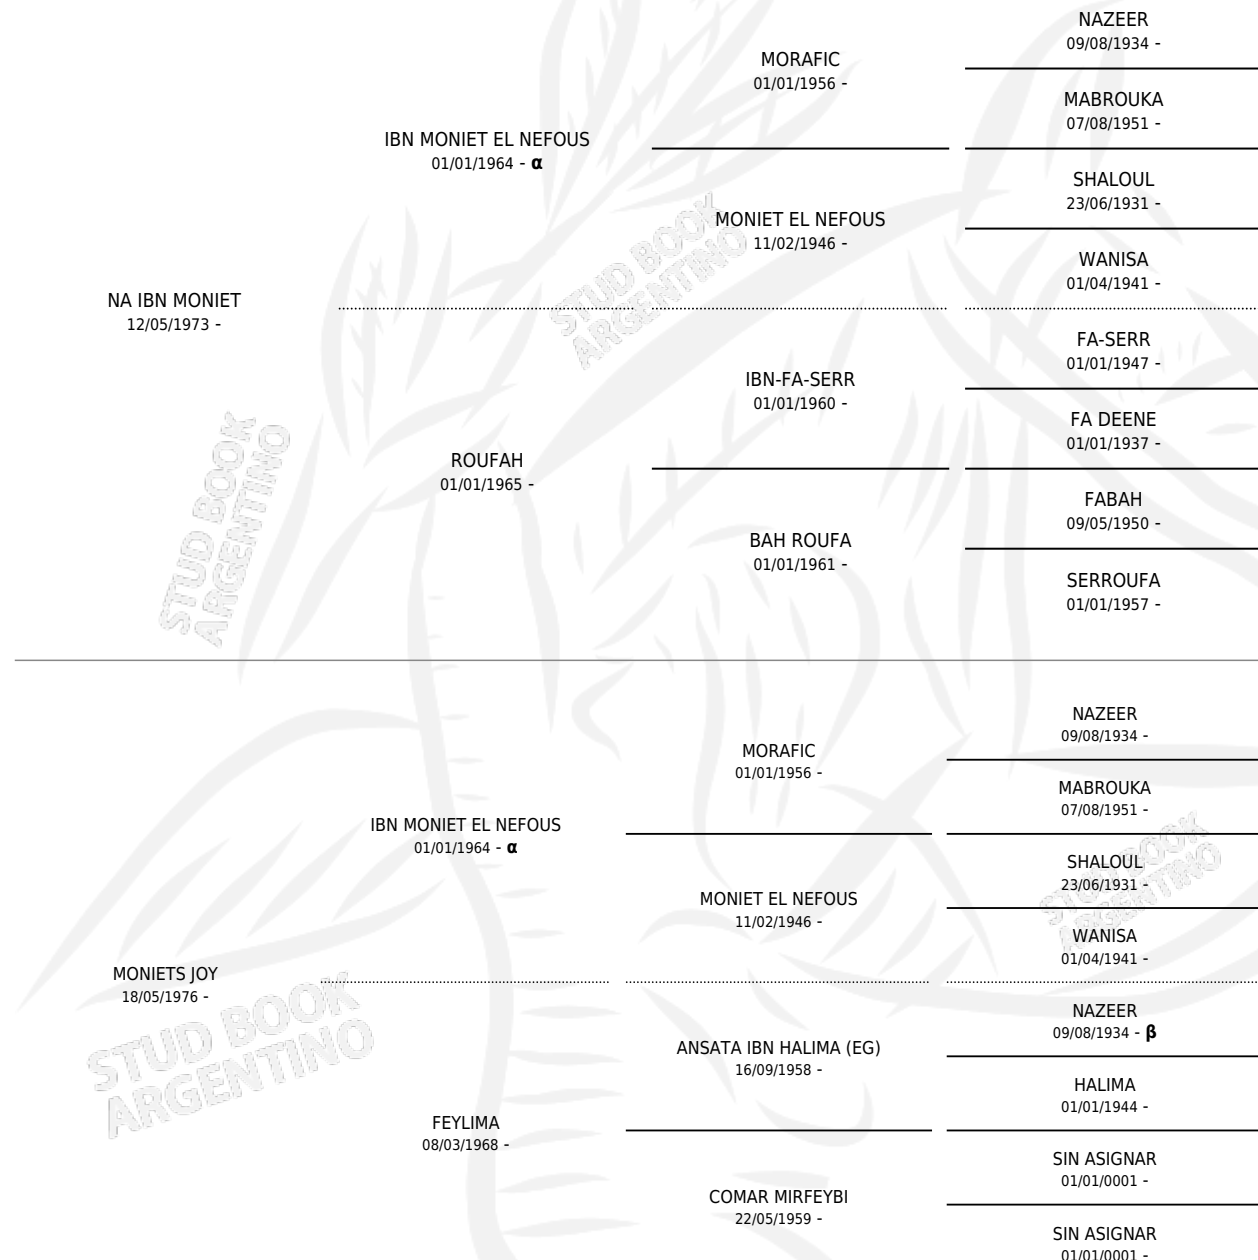 NAZEER
09/08/1934 -
MORAFIC
01/01/1956 -
MABROUKA
07/08/1951 -
IBN MONIET EL NEFOUS
01/01/1964 - α
SHALOUL
23/06/1931 -
MONIET EL NEFOUS
11/02/1946 -
WANISA
01/04/1941 -
NA IBN MONIET
12/05/1973 -
FA-SERR
01/01/1947 -
IBN-FA-SERR
01/01/1960 -
FA DEENE
01/01/1937 -
ROUFAH
01/01/1965 -
FABAH
09/05/1950 -
BAH ROUFA
01/01/1961 -
SERROUFA
01/01/1957 -
STUD BOOK
ARGENTINO
STUD BOOK
ARGENTINO
NAZEER
09/08/1934 -
MORAFIC
01/01/1956 -
MABROUKA
07/08/1951 -
IBN MONIET EL NEFOUS
01/01/1964 - α
SHALOUL
23/06/1931 -
MONIET EL NEFOUS
11/02/1946 -
WANISA
01/04/1941 -
STUD BOOK
ARGENTINO
MONIETS JOY
18/05/1976 -
NAZEER
09/08/1934 - β
ANSATA IBN HALIMA (EG)
16/09/1958 -
HALIMA
01/01/1944 -
STUD BOOK
ARGENTINO
FEYLIMA
08/03/1968 -
SIN ASIGNAR
01/01/0001 -
COMAR MIRFEYBI
22/05/1959 -
SIN ASIGNAR
01/01/0001 -